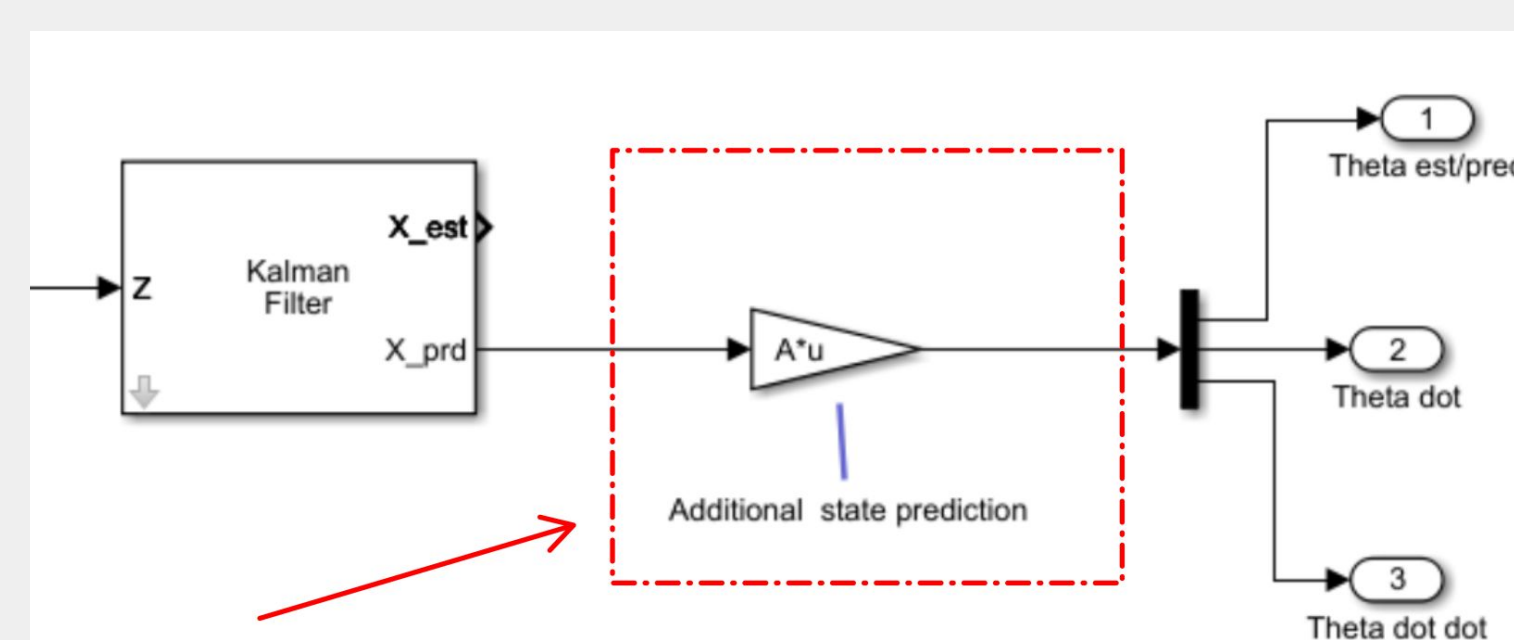 1
Theta est/pred
X_est
Z
Kalman
Filter
X_prd
A*u
2
Theta dot
Additional  state prediction
3
Theta dot dot